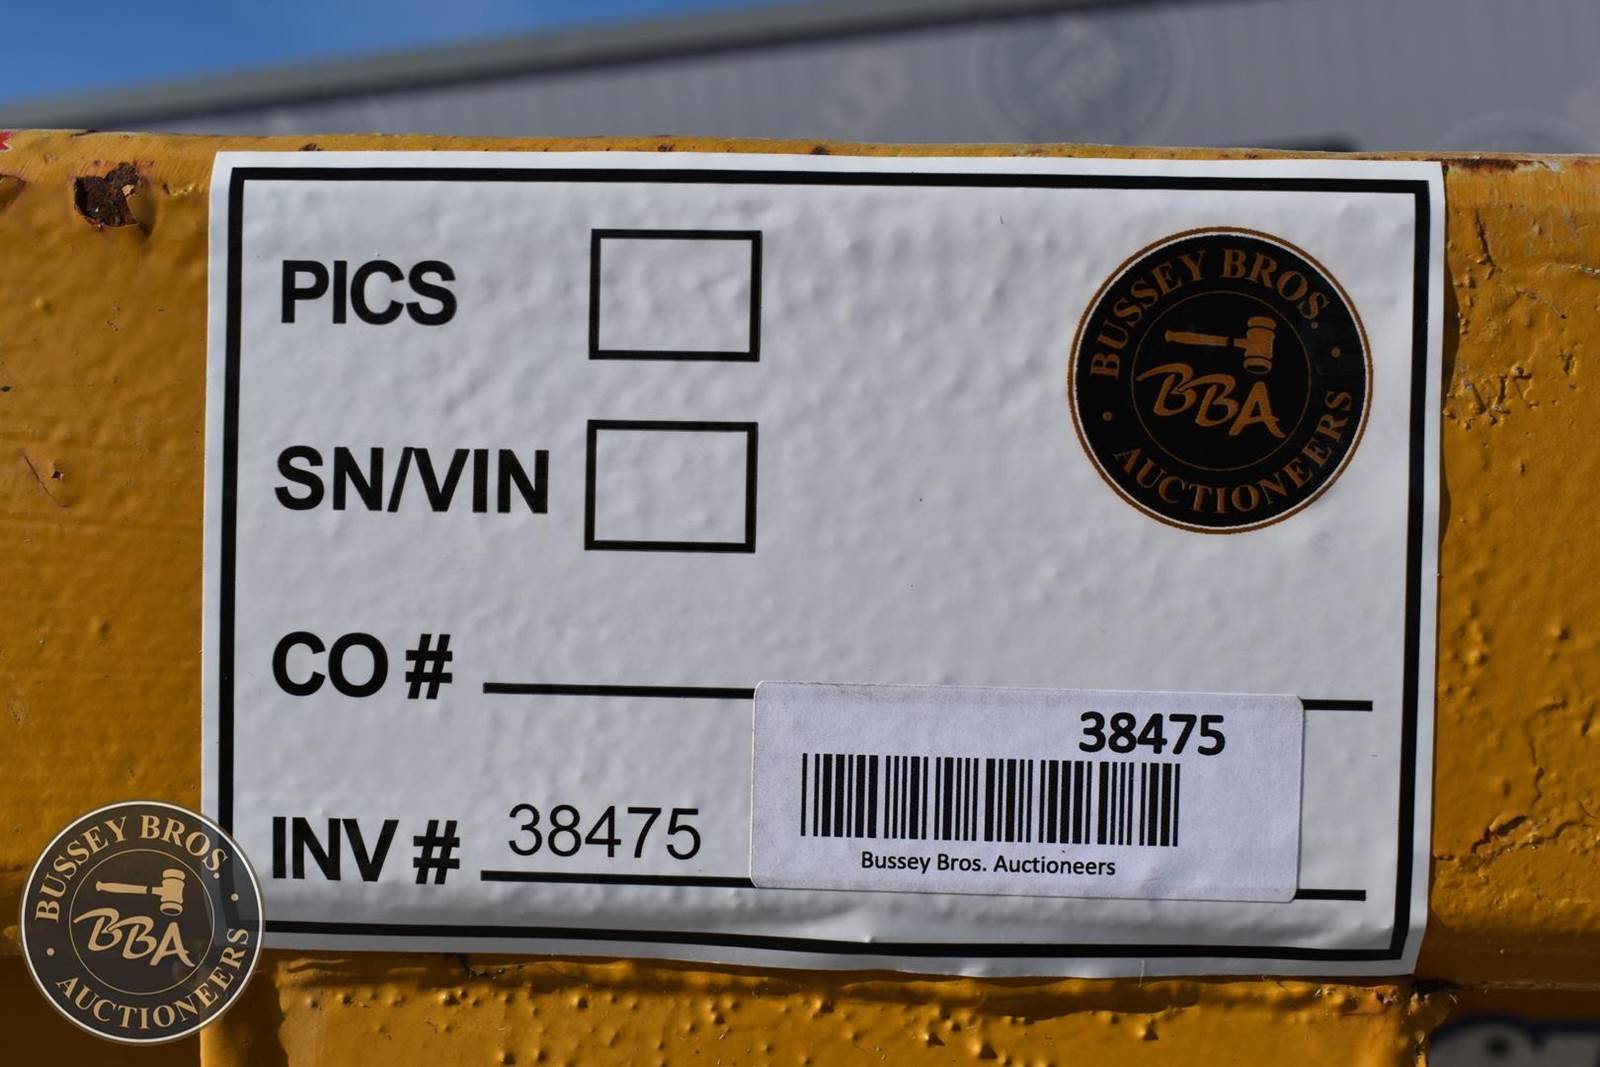 PICS
BUSSEY BROS.
BBA
AUCTIONEERS
SN/VIN
CO #
38475
INV # 38475
Bussey Bros. Auctioneers
BUSSEY BROS.
BBA
AUCTIONEERS